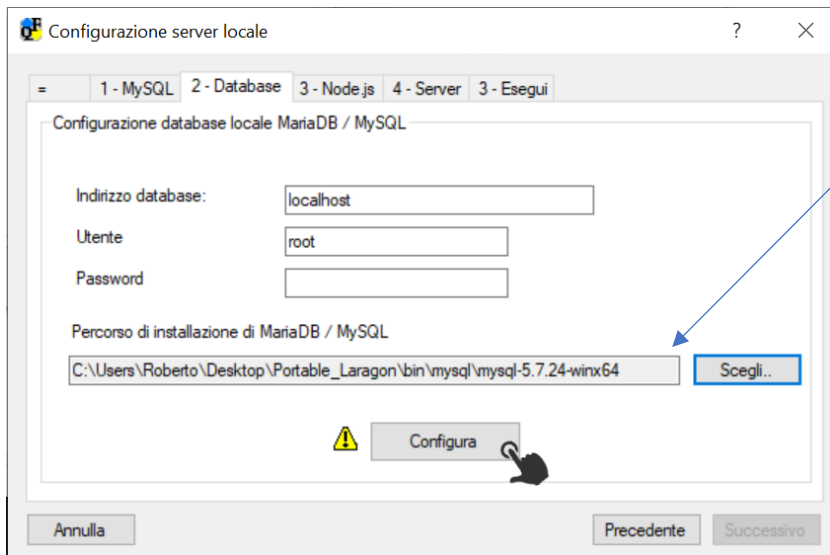 Configurazione server locale
= 1 - MySQL 2 - Database 3 - Node.js 4 - Server 3 - Esegui
Configurazione database locale MariaDB / MySQL
Indirizzo database: localhost
Utente root
Password
Percorso di installazione di MariaDB / MySQL
C:\Users\Roberto\Desktop\Portable_Laragon\bin\mysql\mysql-5.7.24-winx64 Scegli..
Configura
Annulla Precedente Successivo